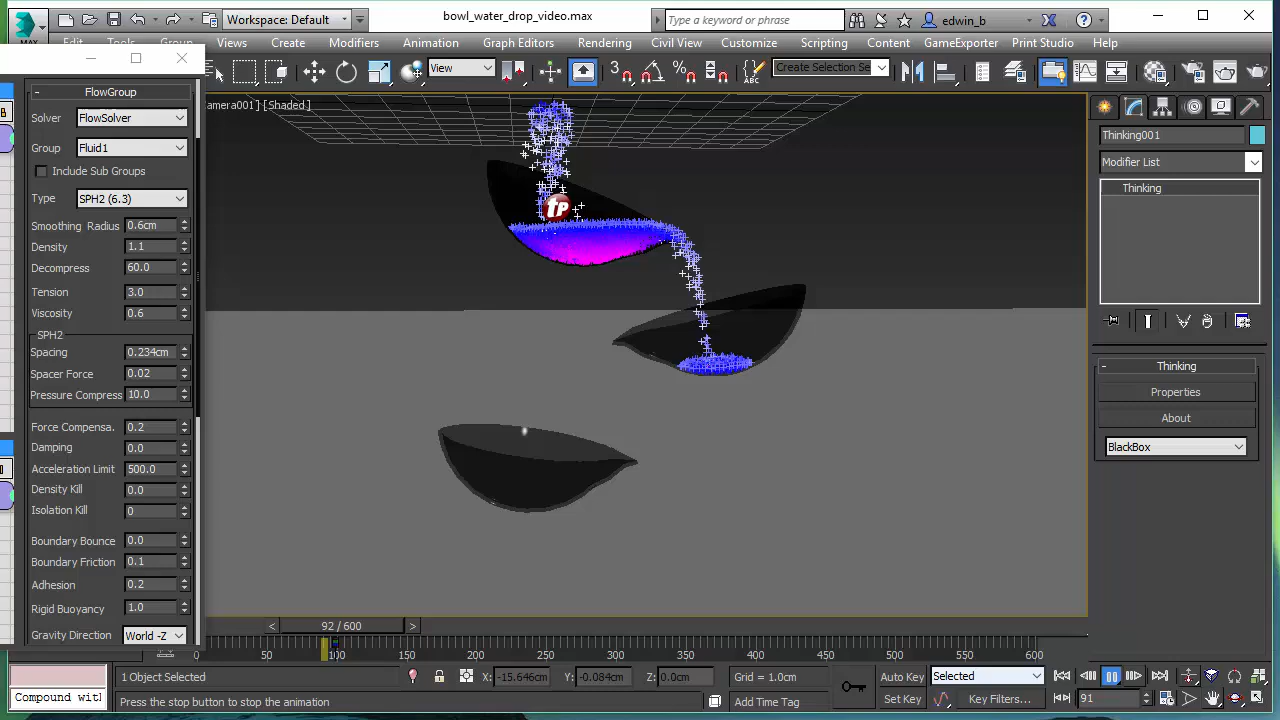 MAX
Workspace: Default
bowl_water_drop_video.max
Type a keyword or phrase
edwin_b
Edit Tools Group Views Create Modifiers Animation Graph Editors Rendering Civil View Customize Scripting Content GameExporter Print Studio Help
View
3
ABC
Create Selection Se
amera001] [Shaded]
- FlowGroup
Solver FlowSolver
Group Fluid1
Include Sub Groups
Type SPH2 (6.3)
Smoothing Radius 0.6cm
Density 1.1
Decompress 60.0
Tension 3.0
Viscosity 0.6
SPH2
Spacing 0.234cm
Spacer Force 0.02
Pressure Compress 10.0
Force Compensa. 0.2
Damping 0.0
Acceleration Limit 500.0
Density Kill 0.0
Isolation Kill 0
Boundary Bounce 0.0
Boundary Friction 0.1
Adhesion 0.2
Rigid Buoyancy 1.0
Gravity Direction World -Z
B
tp
Thinking001
Modifier List
Thinking
- Thinking
Properties
About
BlackBox
< 92 / 600 >
0 50 100 150 200 250 300 350 400 450 500 550 600
1 Object Selected
X: -15.646cm Y: -0.084cm Z: 0.0cm
Grid = 1.0cm
Auto Key Selected
Compound witl
Press the stop button to stop the animation
Add Time Tag
Set Key
Key Filters...
91